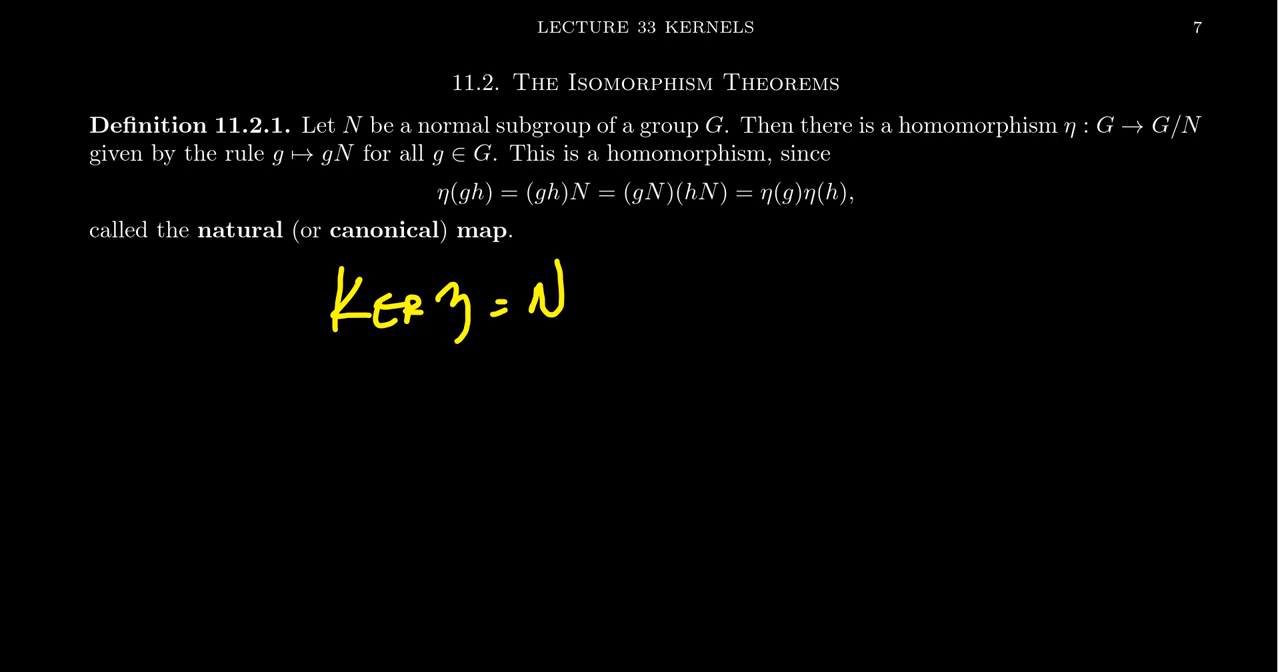 LECTURE 33 KERNELS 7
11.2. The Isomorphism Theorems
Definition 11.2.1. Let N be a normal subgroup of a group G. Then there is a homomorphism η : G → G/N
given by the rule g ↦ gN for all g ∈ G. This is a homomorphism, since
η(gh) = (gh)N = (gN)(hN) = η(g)η(h),
called the natural (or canonical) map.
KER η = N